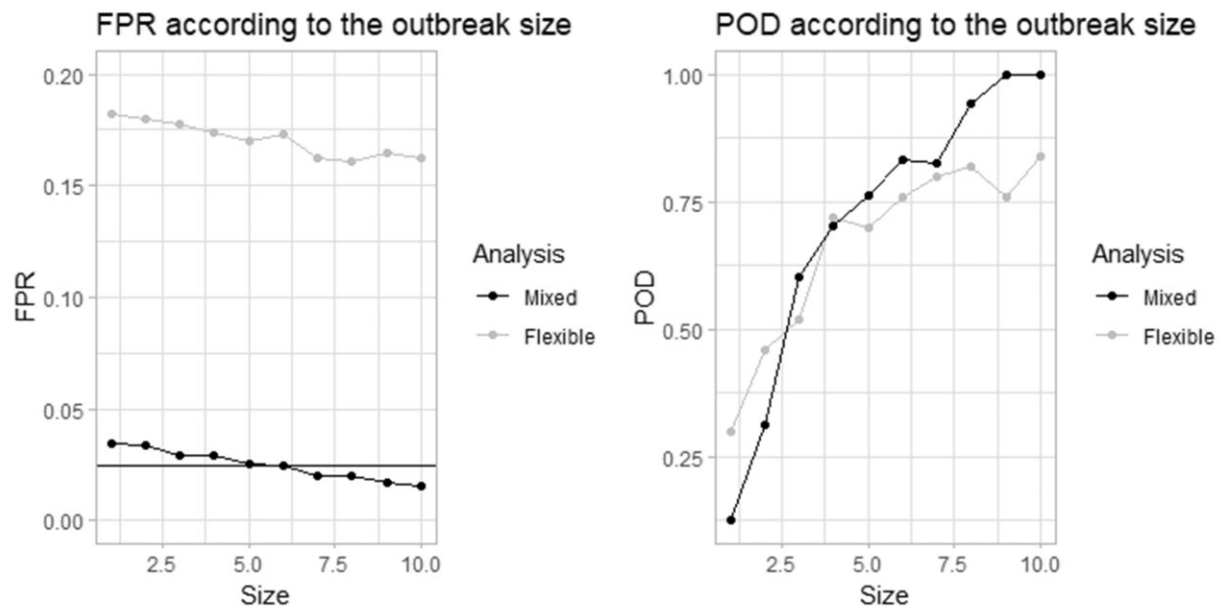 FPR according to the outbreak size
0.20
0.15
0.10
0.05
0.00
FPR
2.5 5.0 7.5 10.0
Size
Analysis
Mixed
Flexible
POD according to the outbreak size
1.00
0.75
0.50
0.25
POD
2.5 5.0 7.5 10.0
Size
Analysis
Mixed
Flexible